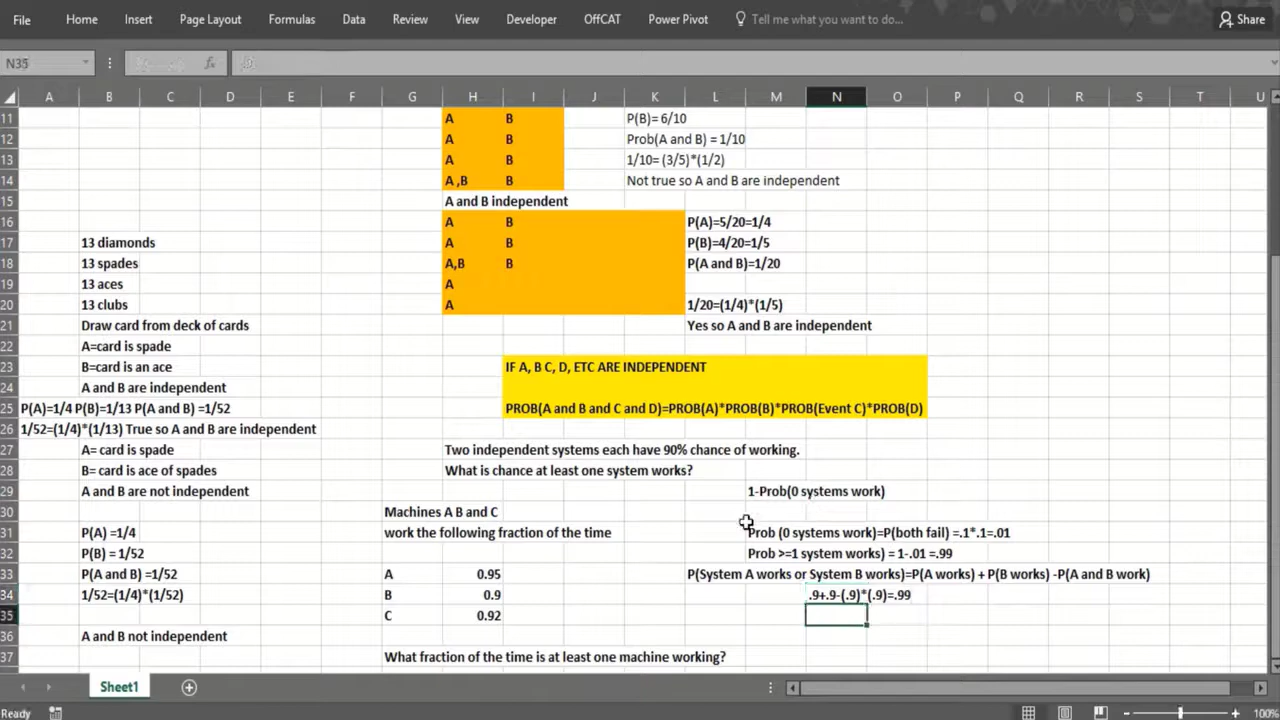 File Home Insert Page Layout Formulas Data Review View Developer OffCAT Power Pivot Tell me what you want to do... Share
N35 fx
A B C D E F G H I J K L M N O P Q R S T U
11 A B P(B)= 6/10
12 A B Prob(A and B) = 1/10
13 A B 1/10= (3/5)*(1/2)
14 A ,B B Not true so A and B are independent
15 A and B independent
16 A B P(A)=5/20=1/4
17 13 diamonds A B P(B)=4/20=1/5
18 13 spades A,B B P(A and B)=1/20
19 13 aces A
20 13 clubs A 1/20=(1/4)*(1/5)
21 Draw card from deck of cards Yes so A and B are independent
22 A=card is spade
23 B=card is an ace IF A, B C, D, ETC ARE INDEPENDENT
24 A and B are independent
25 P(A)=1/4 P(B)=1/13 P(A and B) =1/52 PROB(A and B and C and D)=PROB(A)*PROB(B)*PROB(Event C)*PROB(D)
26 1/52=(1/4)*(1/13) True so A and B are independent
27 A= card is spade Two independent systems each have 90% chance of working.
28 B= card is ace of spades What is chance at least one system works?
29 A and B are not independent 1-Prob(0 systems work)
30 Machines A B and C
31 P(A) =1/4 work the following fraction of the time Prob (0 systems work)=P(both fail) =.1*.1=.01
32 P(B) = 1/52 Prob >=1 system works) = 1-.01 =.99
33 P(A and B) =1/52 A 0.95 P(System A works or System B works)=P(A works) + P(B works) -P(A and B work)
34 1/52=(1/4)*(1/52) B 0.9 .9+.9-(.9)*(.9)=.99
35 C 0.92
36 A and B not independent
37 What fraction of the time is at least one machine working?
Sheet1
Ready 100%